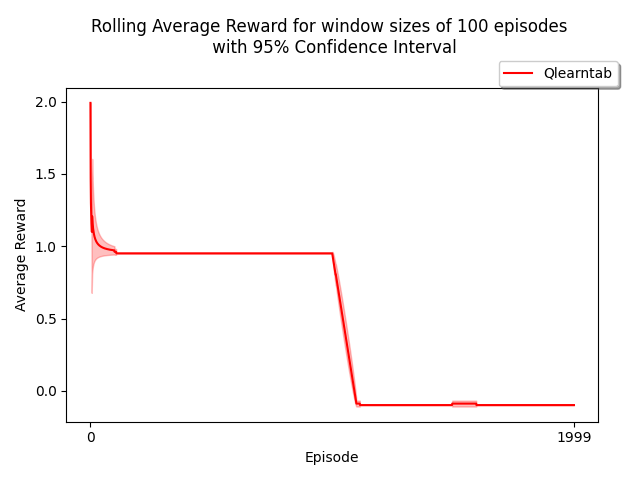 Rolling Average Reward for window sizes of 100 episodes
with 95% Confidence Interval
Qlearntab
2.0
1.5
1.0
0.5
0.0
Average Reward
0
1999
Episode